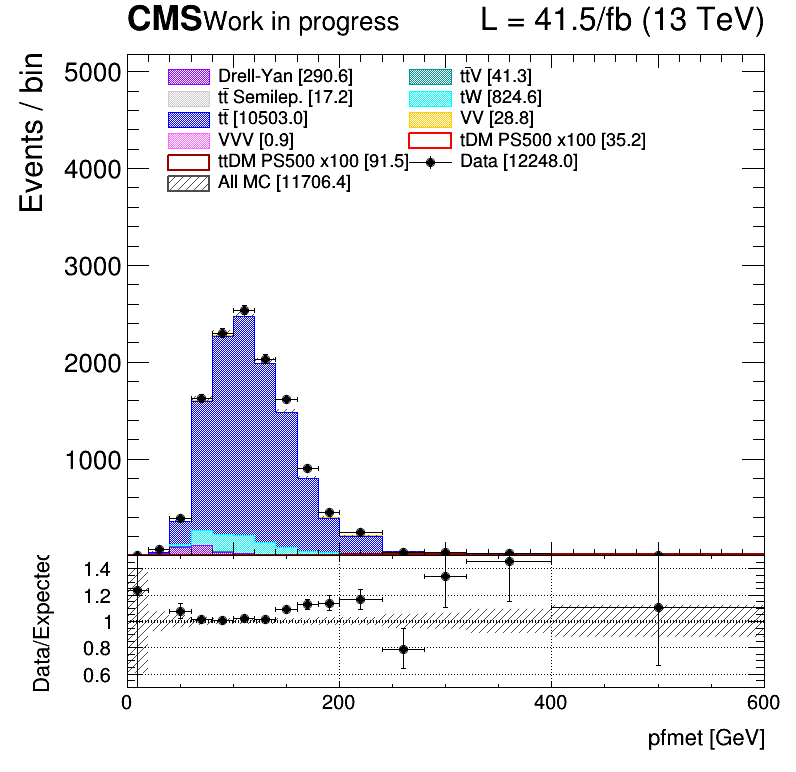 CMS Work in progress L = 41.5/fb (13 TeV)
Events / bin
5000
4000
3000
2000
1000
Drell-Yan [290.6] tt̄V [41.3]
tt̄ Semilep. [17.2] tW [824.6]
tt̄ [10503.0] VV [28.8]
VVV [0.9] tDM PS500 x100 [35.2]
ttDM PS500 x100 [91.5] Data [12248.0]
All MC [11706.4]
Data/Expected
1.4
1.2
1
0.8
0.6
0 200 400 600
pfmet [GeV]